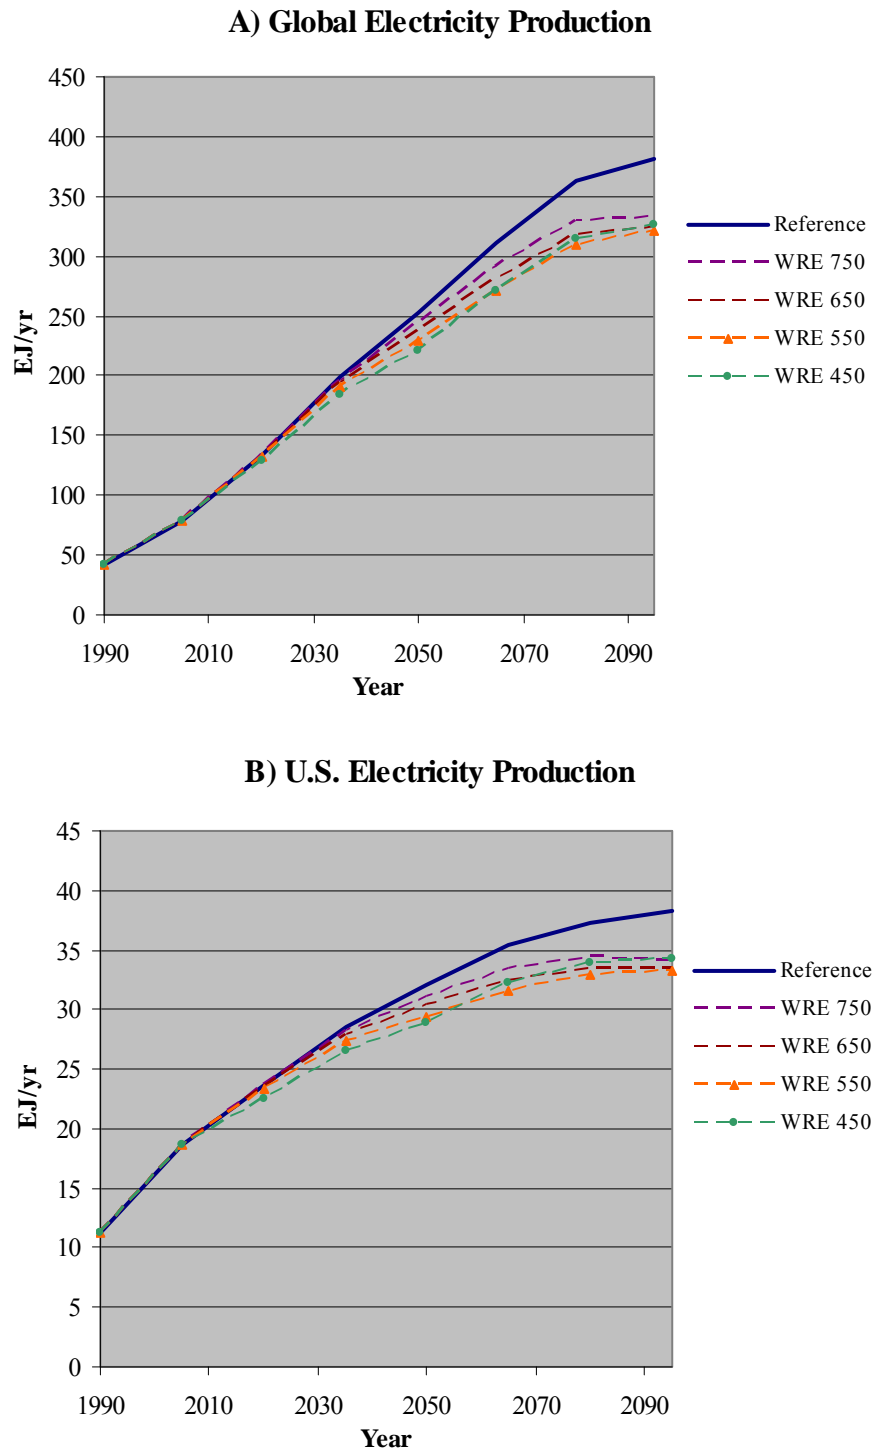 A) Global Electricity Production
450
400
350
300
250
200
150
100
50
0
EJ/yr
1990 2010 2030 2050 2070 2090
Year
Reference
WRE 750
WRE 650
WRE 550
WRE 450
B) U.S. Electricity Production
45
40
35
30
25
20
15
10
5
0
EJ/yr
1990 2010 2030 2050 2070 2090
Year
Reference
WRE 750
WRE 650
WRE 550
WRE 450